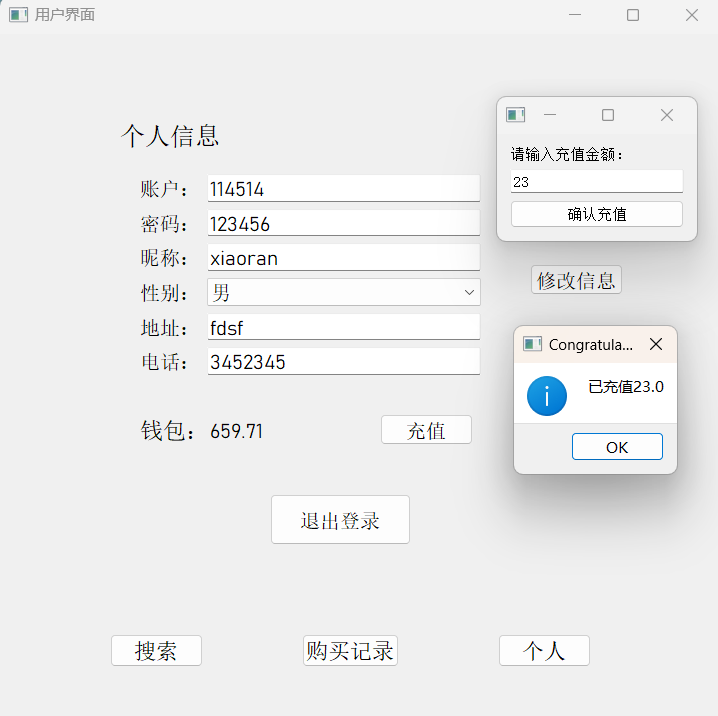 用户界面
请输入充值金额：
23
确认充值
个人信息
账户： 114514
密码： 123456
昵称： xiaoran
性别： 男
地址： fdsf
电话： 3452345
修改信息
Congratula...
已充值23.0
OK
钱包： 659.71 充值
退出登录
搜索 购买记录 个人